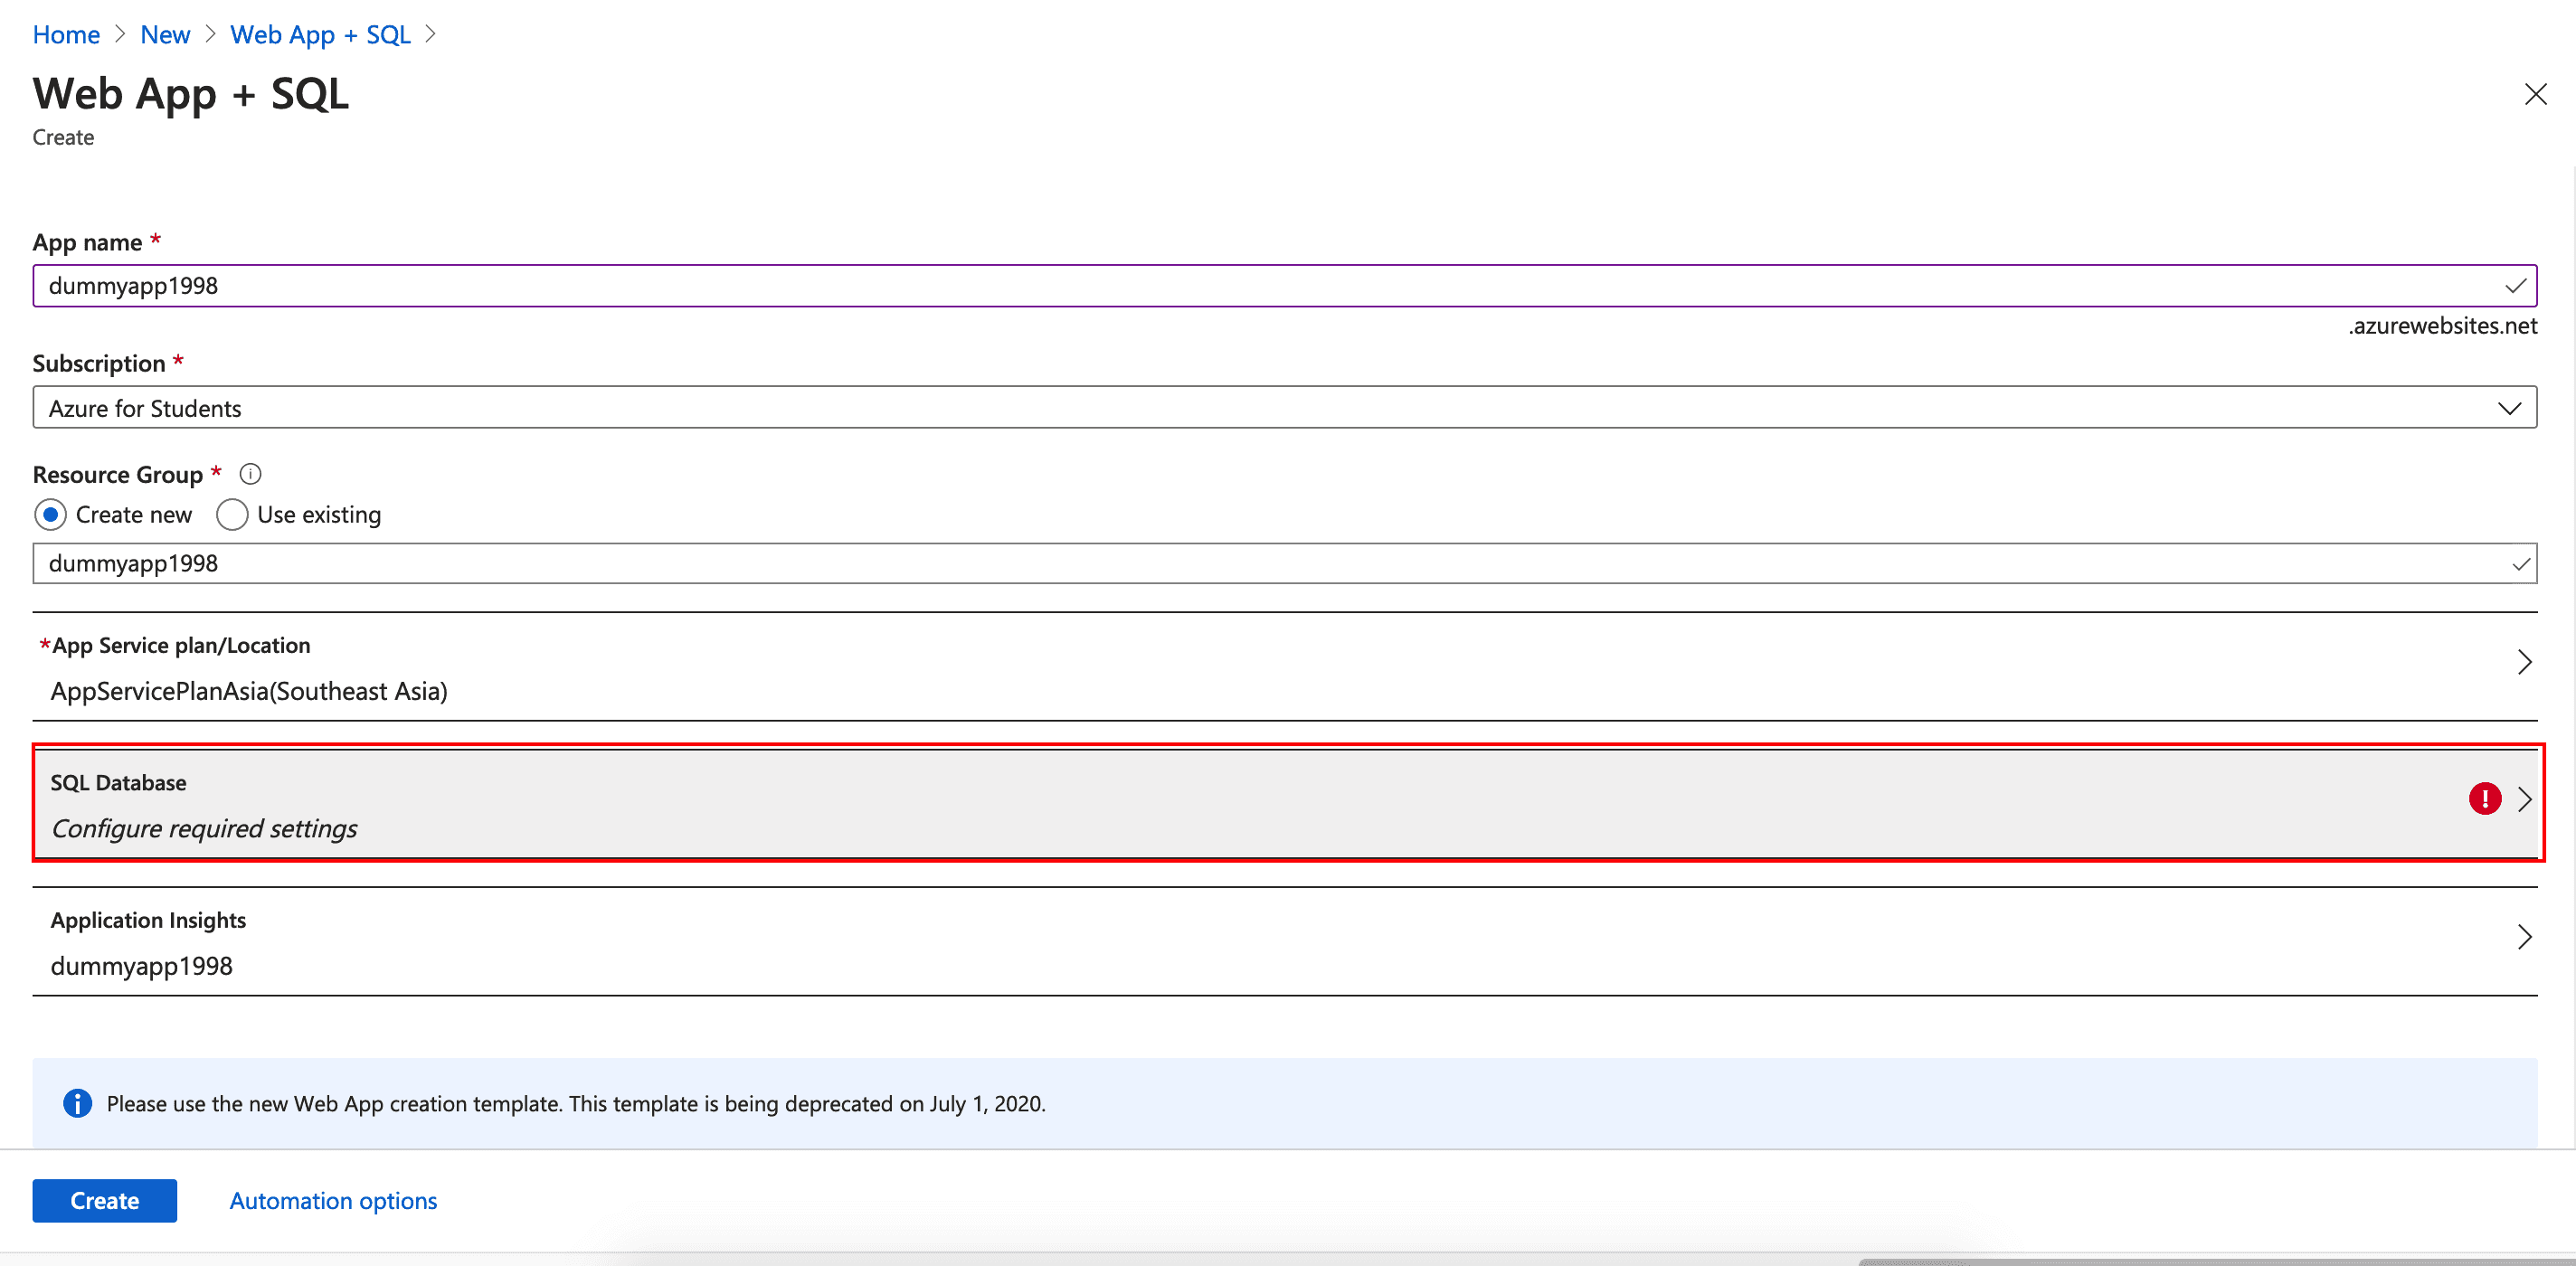 Home > New > Web App + SQL >
Web App + SQL
Create
App name *
dummyapp1998
.azurewebsites.net
Subscription *
Azure for Students
Resource Group *
Create new Use existing
dummyapp1998
*App Service plan/Location
AppServicePlanAsia(Southeast Asia)
SQL Database
Configure required settings
Application Insights
dummyapp1998
Please use the new Web App creation template. This template is being deprecated on July 1, 2020.
Create Automation options